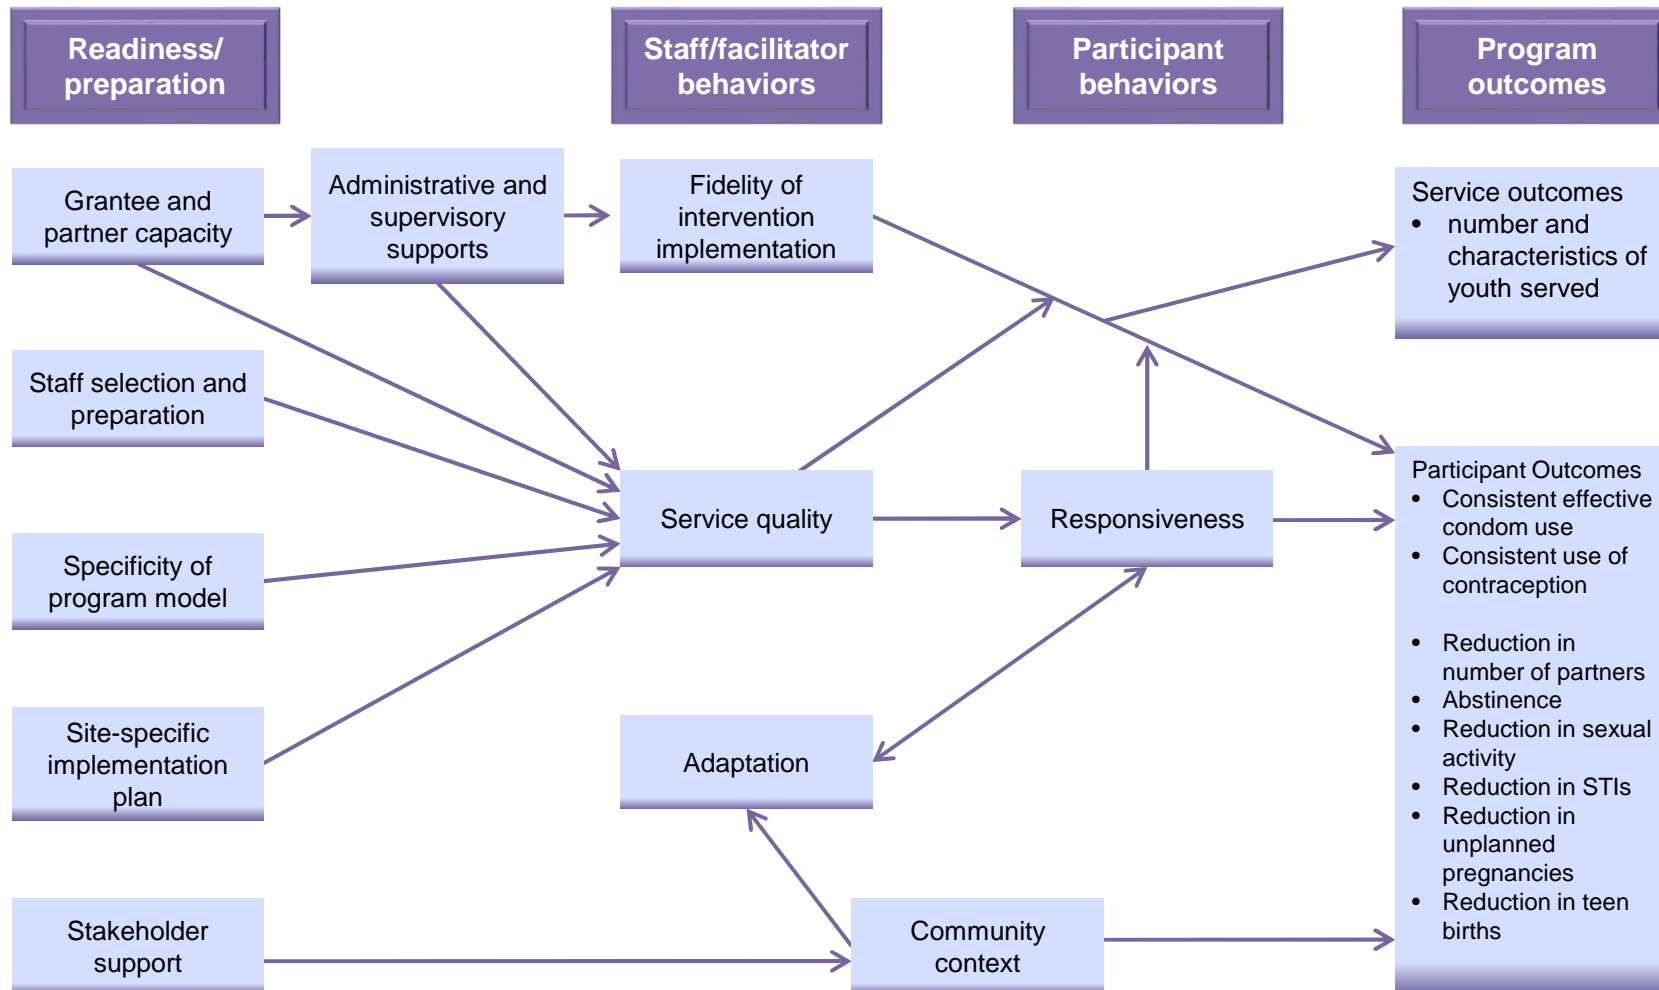 Readiness/
preparation
Staff/facilitator
behaviors
Participant
behaviors
Program
outcomes
Grantee and
partner capacity
Administrative and
supervisory
supports
Fidelity of
intervention
implementation
Service outcomes
• number and
characteristics of
youth served
Staff selection and
preparation
Service quality
Responsiveness
Participant Outcomes
• Consistent effective
condom use
• Consistent use of
contraception
• Reduction in
number of partners
• Abstinence
• Reduction in sexual
activity
• Reduction in STIs
• Reduction in
unplanned
pregnancies
• Reduction in teen
births
Specificity of
program model
Site-specific
implementation
plan
Adaptation
Stakeholder
support
Community
context